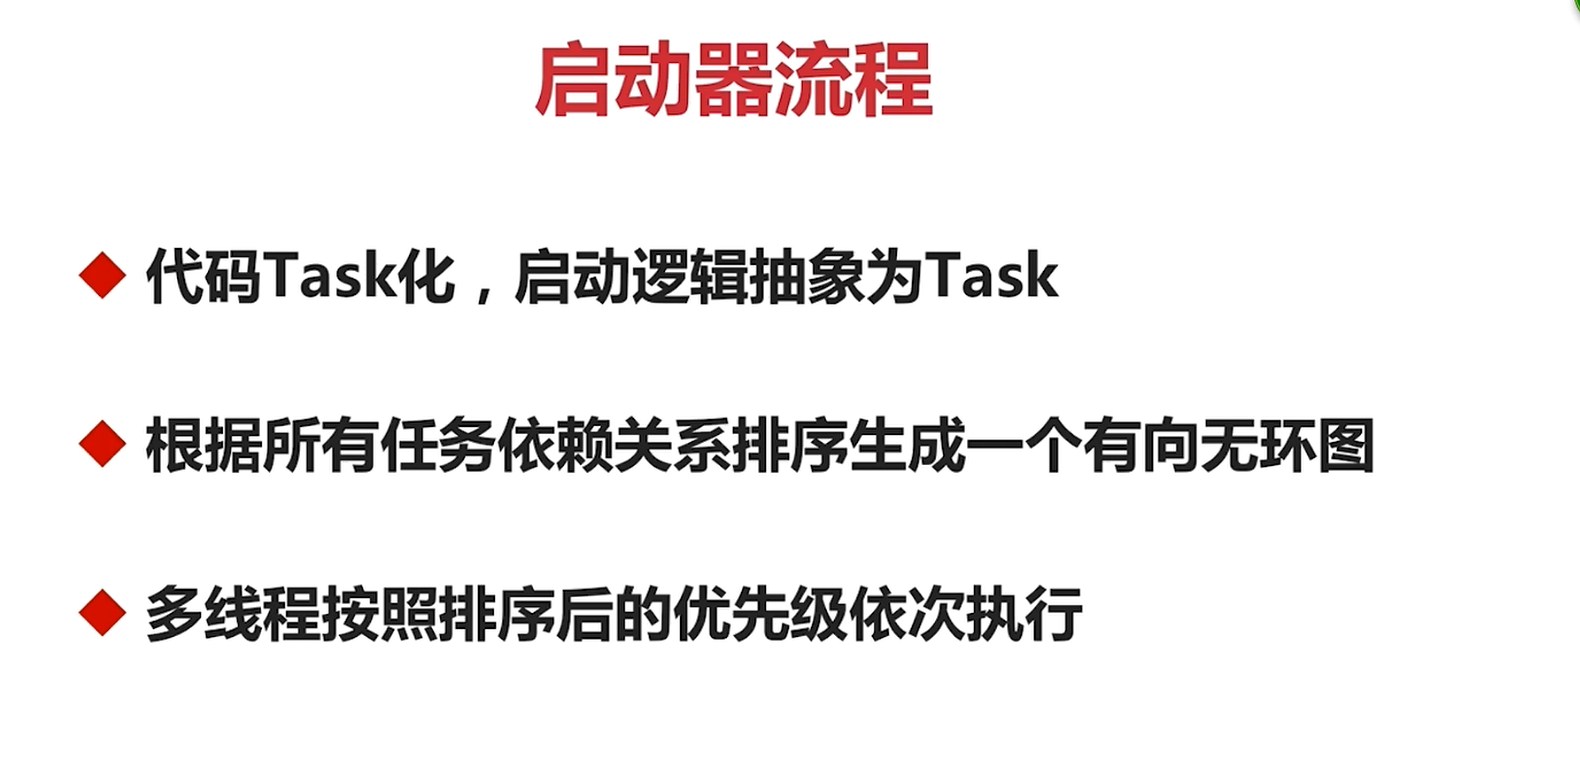 启动器流程
代码Task化，启动逻辑抽象为Task
根据所有任务依赖关系排序生成一个有向无环图
多线程按照排序后的优先级依次执行